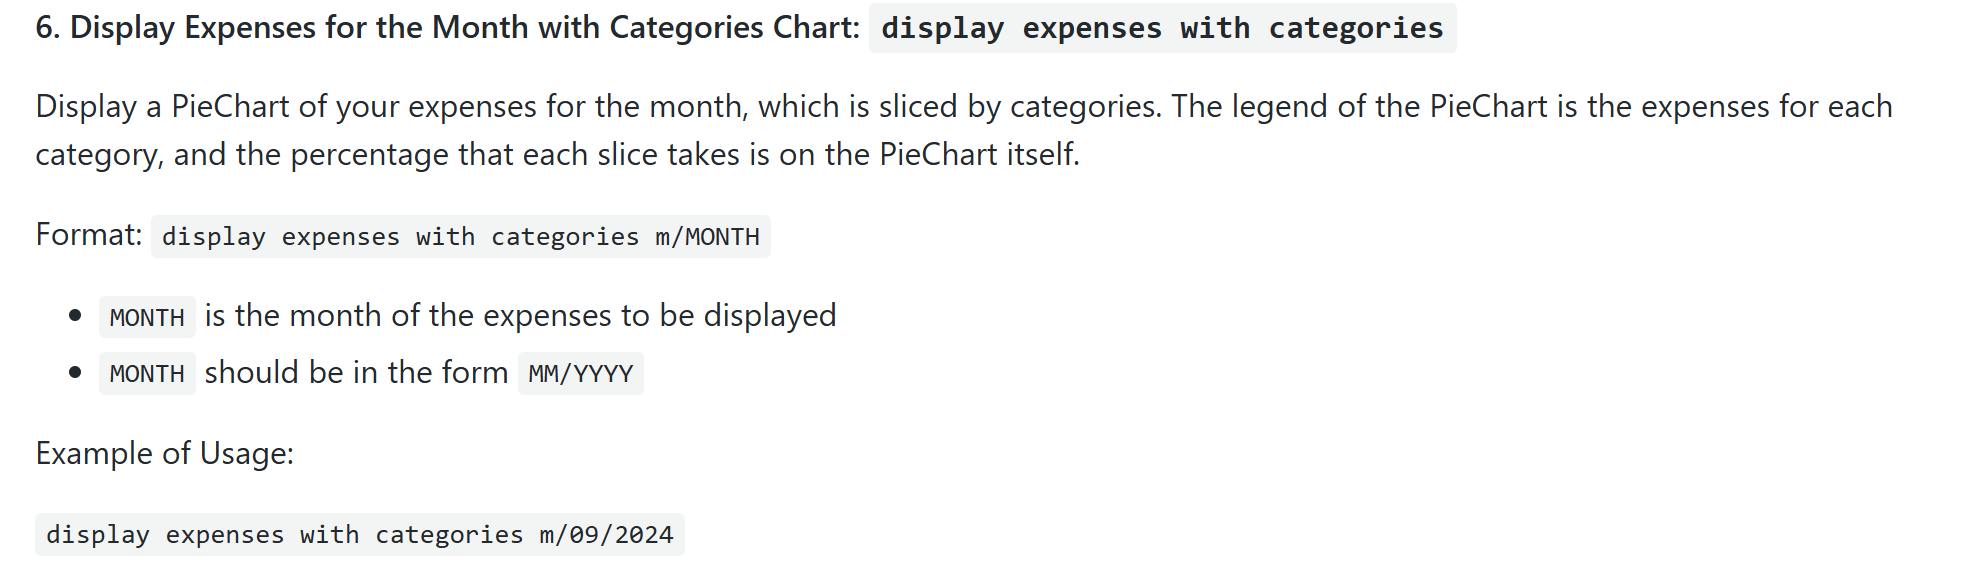 6. Display Expenses for the Month with Categories Chart: display expenses with categories
Display a PieChart of your expenses for the month, which is sliced by categories. The legend of the PieChart is the expenses for each
category, and the percentage that each slice takes is on the PieChart itself.
Format: display expenses with categories m/MONTH
• MONTH is the month of the expenses to be displayed
• MONTH should be in the form MM/YYYY
Example of Usage:
display expenses with categories m/09/2024